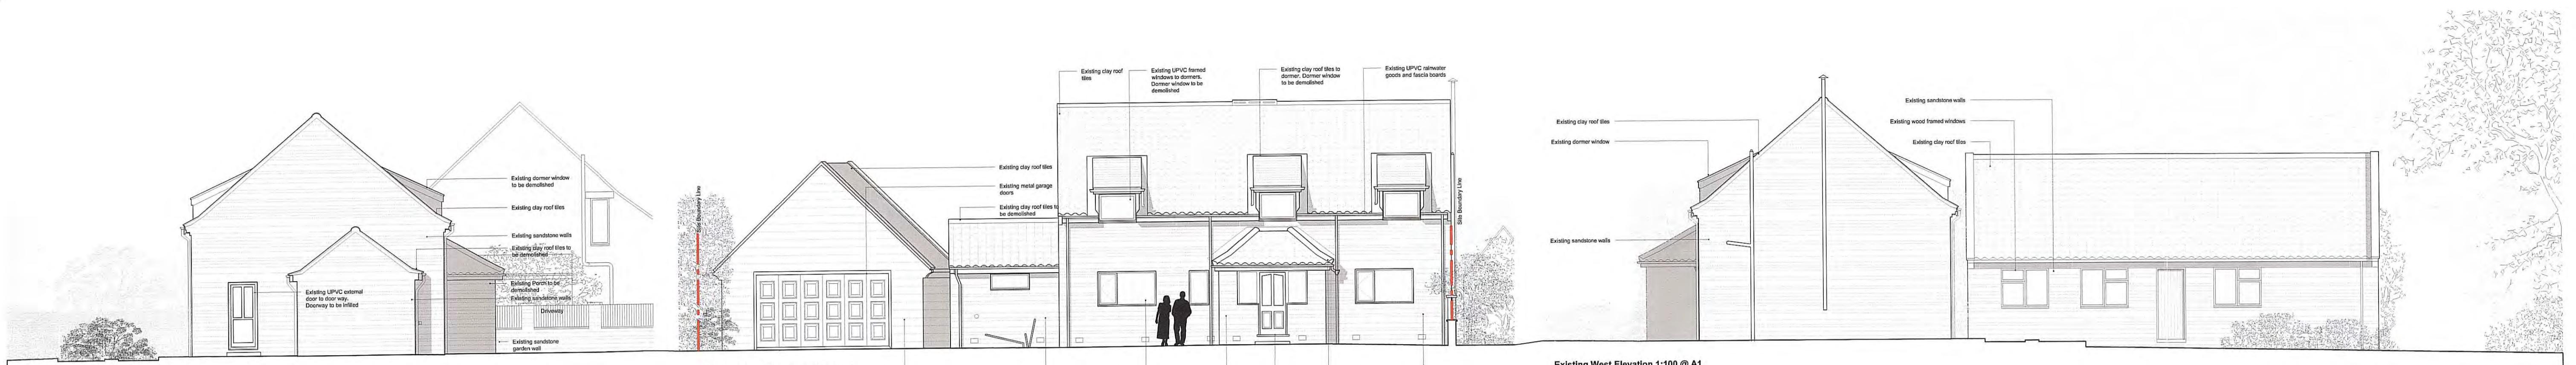 Existing dormer window
to be demolished
Existing clay roof tiles
Existing sandstone walls
Existing clay roof tiles to
be demolished
Existing Porch to be
demolished
Existing sandstone walls
Driveway
Existing sandstone
garden wall
Existing UPVC external
door to door way.
Doorway to be infilled
Site Boundary Line
Existing clay roof tiles
Existing metal garage
doors
Existing clay roof tiles to
be demolished
Existing clay roof
tiles
Existing UPVC framed
windows to dormers.
Dormer window to be
demolished
Existing clay roof tiles to
dormer. Dormer window
to be demolished
Existing UPVC rainwater
goods and fascia boards
Site Boundary Line
Existing clay roof tiles
Existing dormer window
Existing sandstone walls
Existing sandstone walls
Existing wood framed windows
Existing clay roof tiles
Existing West Elevation 1:100 @ A1